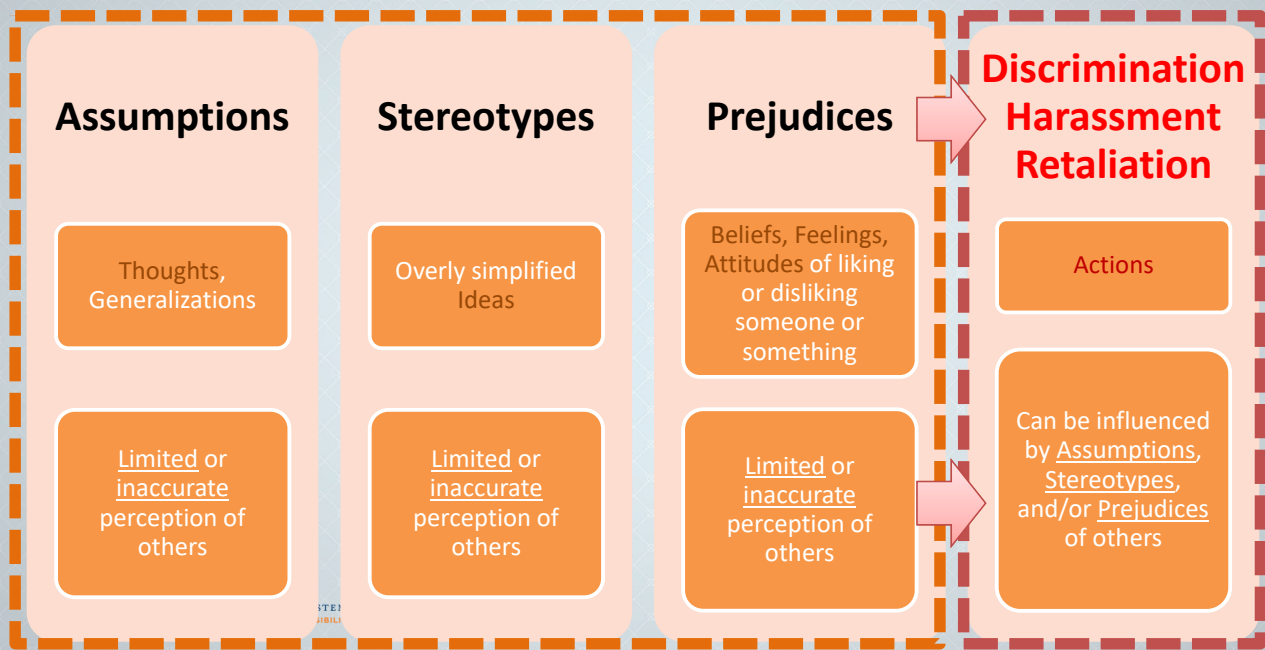 Assumptions
Thoughts,
Generalizations
Limited or
inaccurate
perception of
others
Stereotypes
Overly simplified
Ideas
Limited or
inaccurate
perception of
others
Prejudices
Beliefs, Feelings,
Attitudes of liking
or disliking
someone or
something
Limited or
inaccurate
perception of
others
Discrimination
Harassment
Retaliation
Actions
Can be influenced
by Assumptions,
Stereotypes,
and/or Prejudices
of others